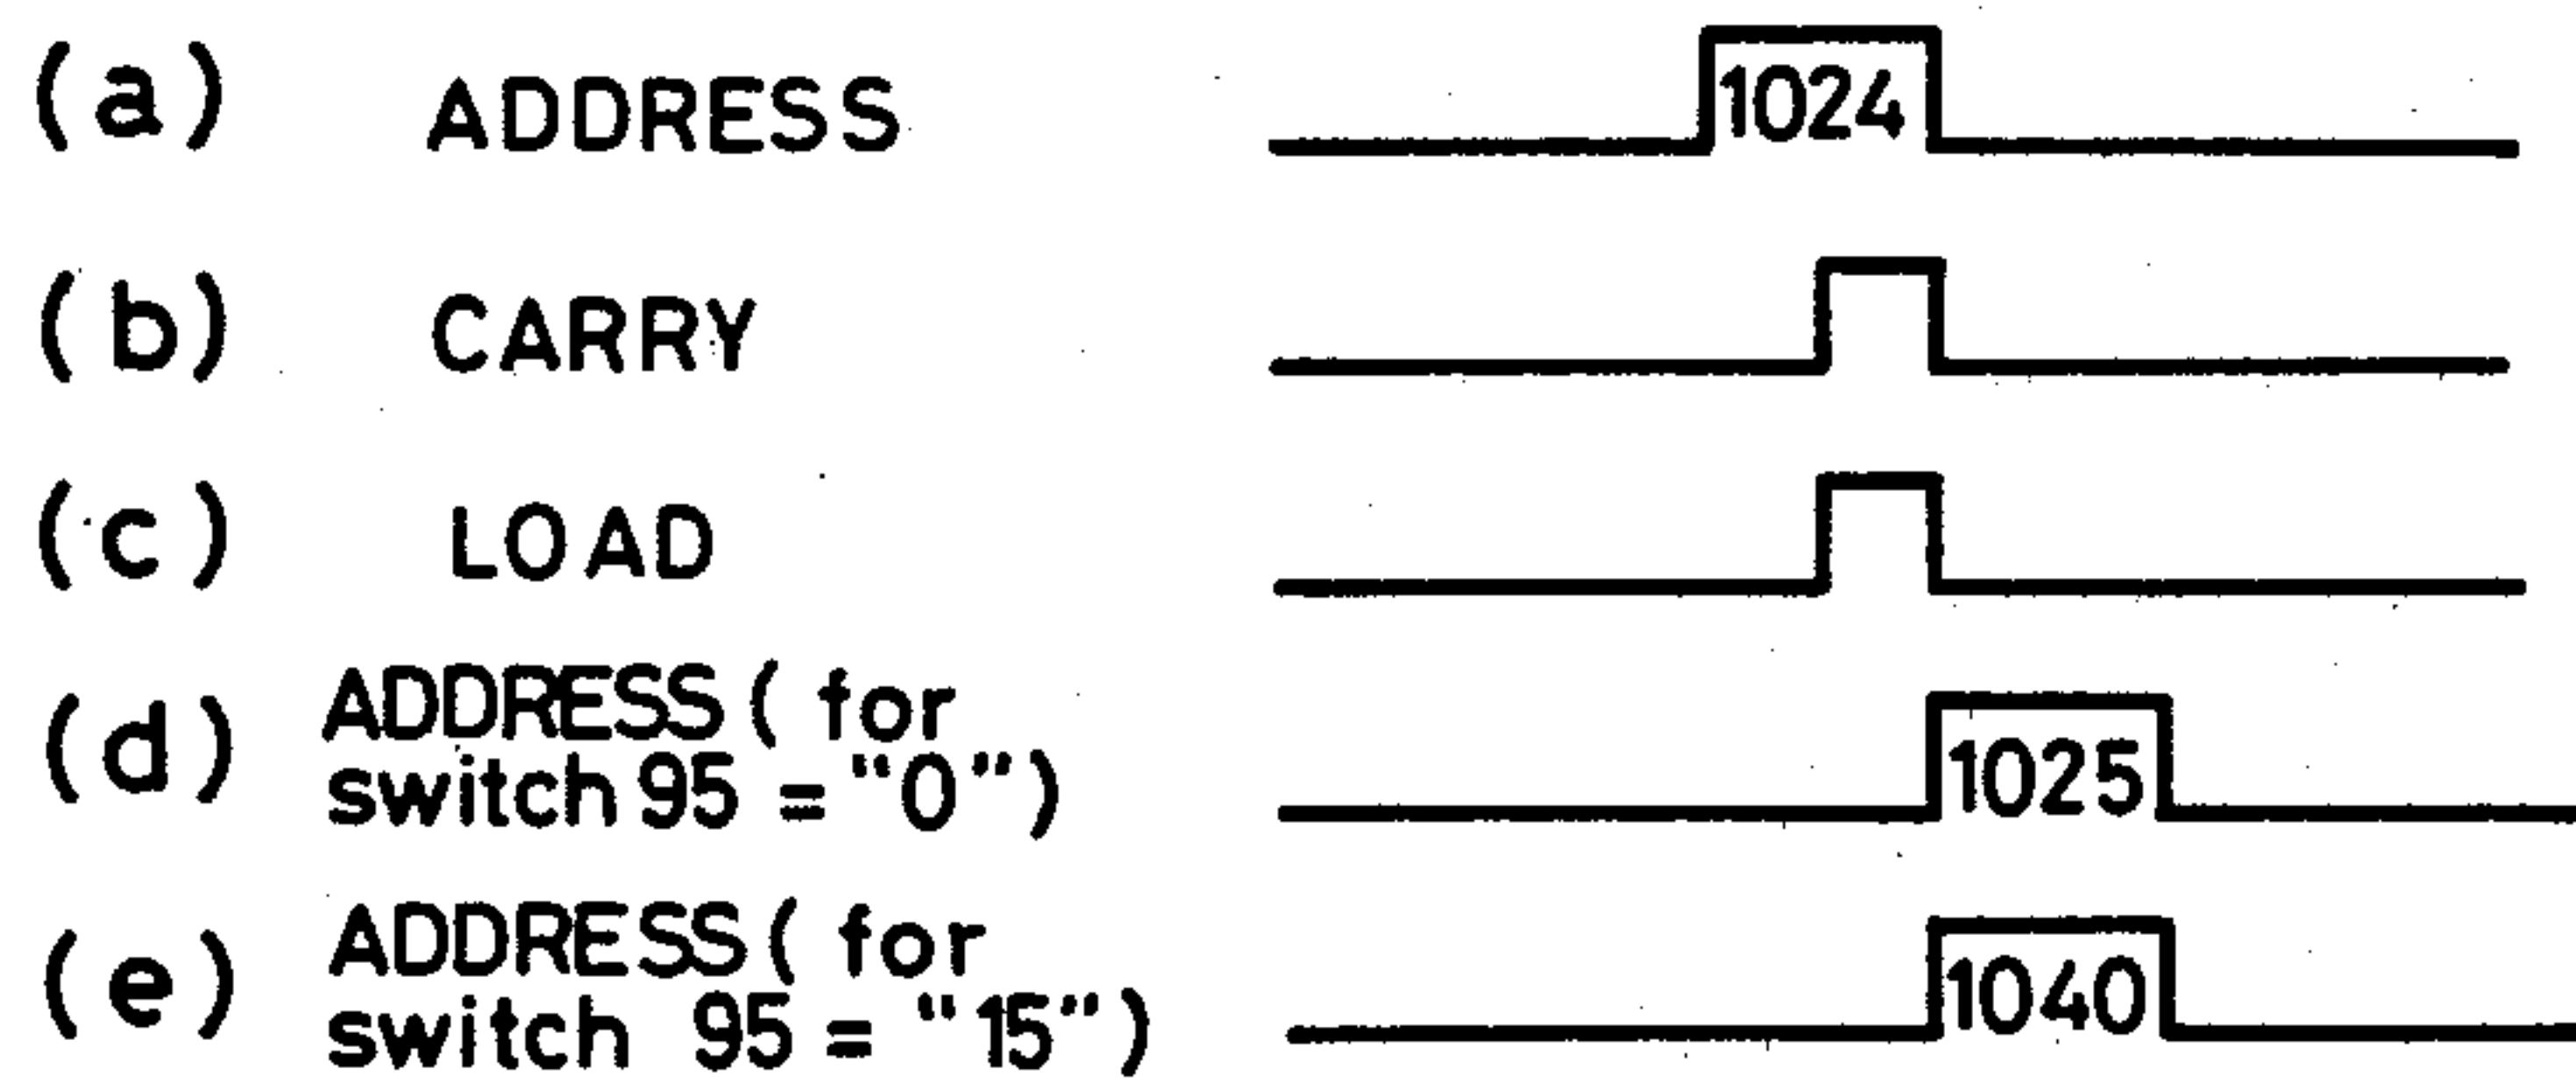 (a) ADDRESS 1024
(b) CARRY
(c) LOAD
(d) ADDRESS ( for
switch 95 = "0" ) 1025
(e) ADDRESS ( for
switch 95 = "15" ) 1040